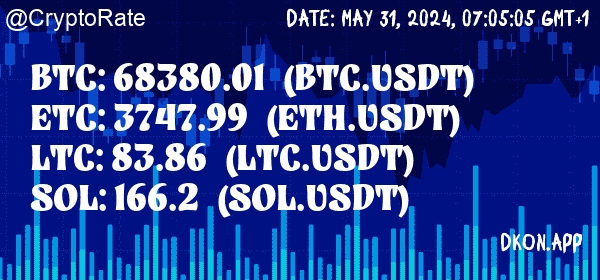 @CryptoRate
DATE: MAY 31, 2024, 07:05:05 GMT+1
BTC: 68380.01 (BTC.USDT)
ETC: 3747.99 (ETH.USDT)
LTC: 83.86 (LTC.USDT)
SOL: 166.2 (SOL.USDT)
DKON.APP